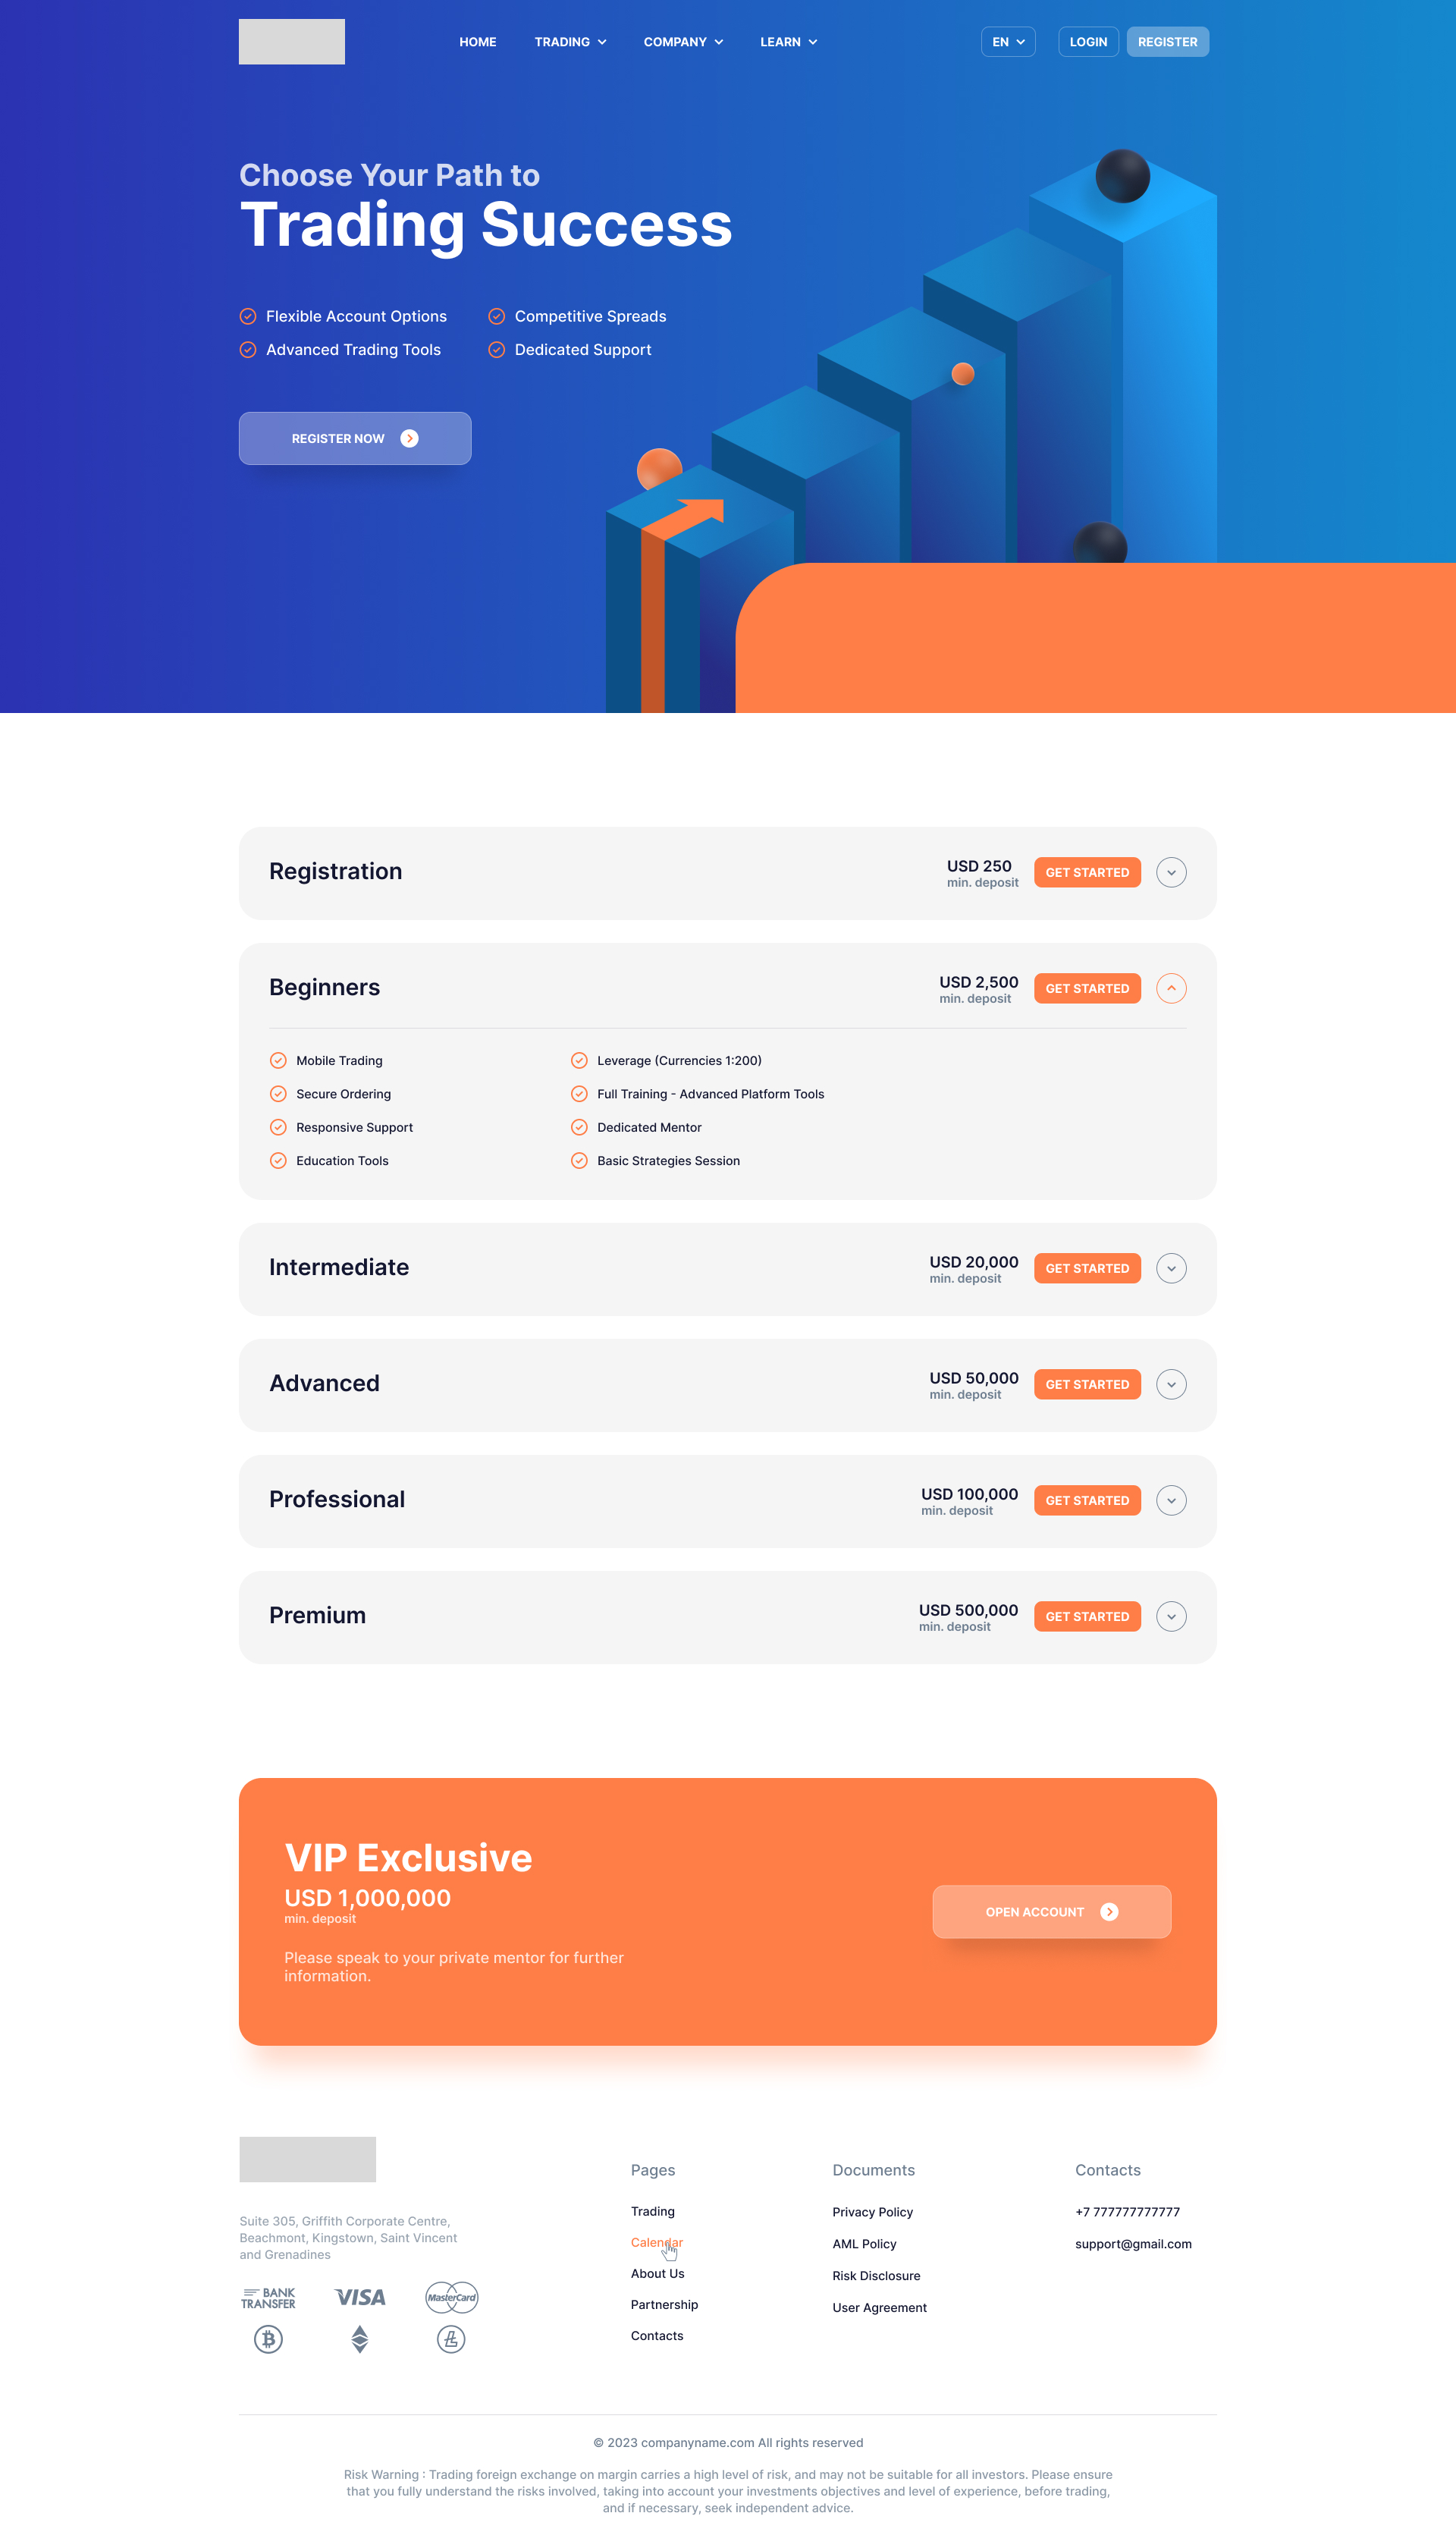 HOME
TRADING
COMPANY
LEARN
EN
LOGIN
REGISTER
Choose Your Path to
Trading Success
Flexible Account Options
Competitive Spreads
Advanced Trading Tools
Dedicated Support
REGISTER NOW
Registration
USD 250
min. deposit
GET STARTED
Beginners
USD 2,500
min. deposit
GET STARTED
Mobile Trading
Leverage (Currencies 1:200)
Secure Ordering
Full Training - Advanced Platform Tools
Responsive Support
Dedicated Mentor
Education Tools
Basic Strategies Session
Intermediate
USD 20,000
min. deposit
GET STARTED
Advanced
USD 50,000
min. deposit
GET STARTED
Professional
USD 100,000
min. deposit
GET STARTED
Premium
USD 500,000
min. deposit
GET STARTED
VIP Exclusive
USD 1,000,000
min. deposit
Please speak to your private mentor for further
information.
OPEN ACCOUNT
Suite 305, Griffith Corporate Centre,
Beachmont, Kingstown, Saint Vincent
and Grenadines
BANK
TRANSFER
VISA
MasterCard
Pages
Trading
Calendar
About Us
Partnership
Contacts
Documents
Privacy Policy
AML Policy
Risk Disclosure
User Agreement
Contacts
+7 777777777777
support@gmail.com
© 2023 companyname.com All rights reserved
Risk Warning : Trading foreign exchange on margin carries a high level of risk, and may not be suitable for all investors. Please ensure
that you fully understand the risks involved, taking into account your investments objectives and level of experience, before trading,
and if necessary, seek independent advice.